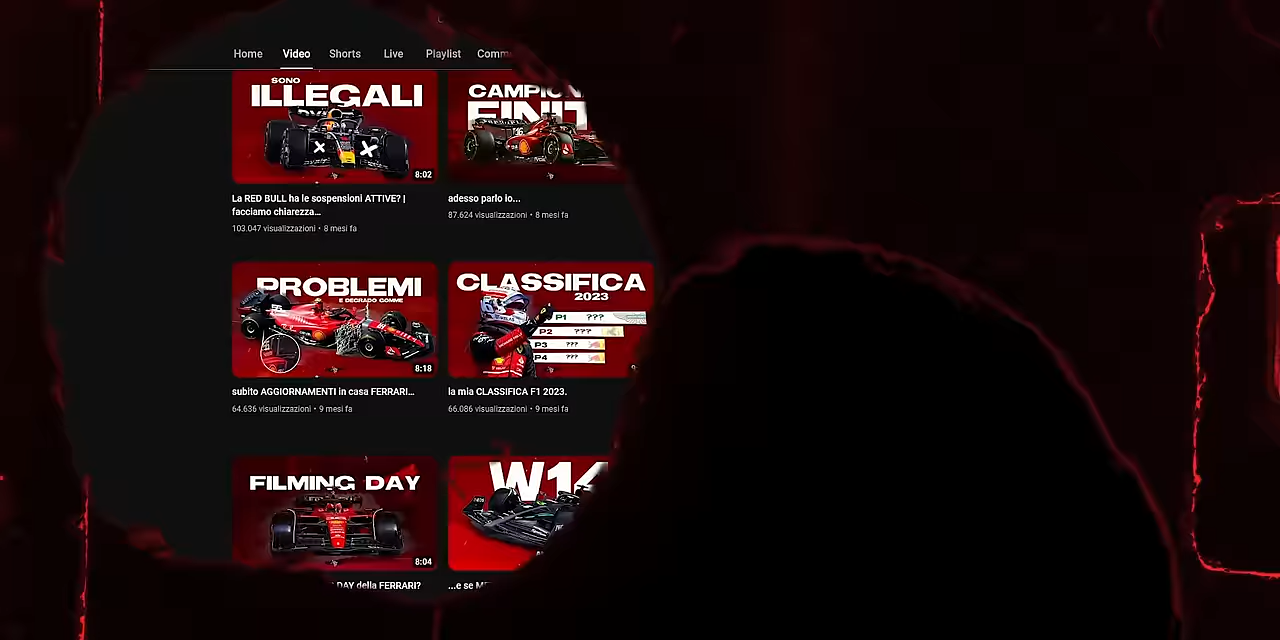 Home Video Shorts Live Playlist
SONO
ILLEGALI
8:02
La RED BULL ha le sospensioni ATTIVE? |
facciamo chiarezza...
103.047 visualizzazioni • 8 mesi fa
adesso parlo io...
87.624 visualizzazioni • 8 mesi fa
PROBLEMI
E DEGRADO GOMME
8:18
subito AGGIORNAMENTI in casa FERRARI...
64.636 visualizzazioni • 9 mesi fa
CLASSIFICA
2023
P1 ???
P2 ???
P3 ???
P4 ???
la mia CLASSIFICA F1 2023.
66.086 visualizzazioni • 9 mesi fa
FILMING DAY
8:04
DAY della FERRARI?
W14
...e se